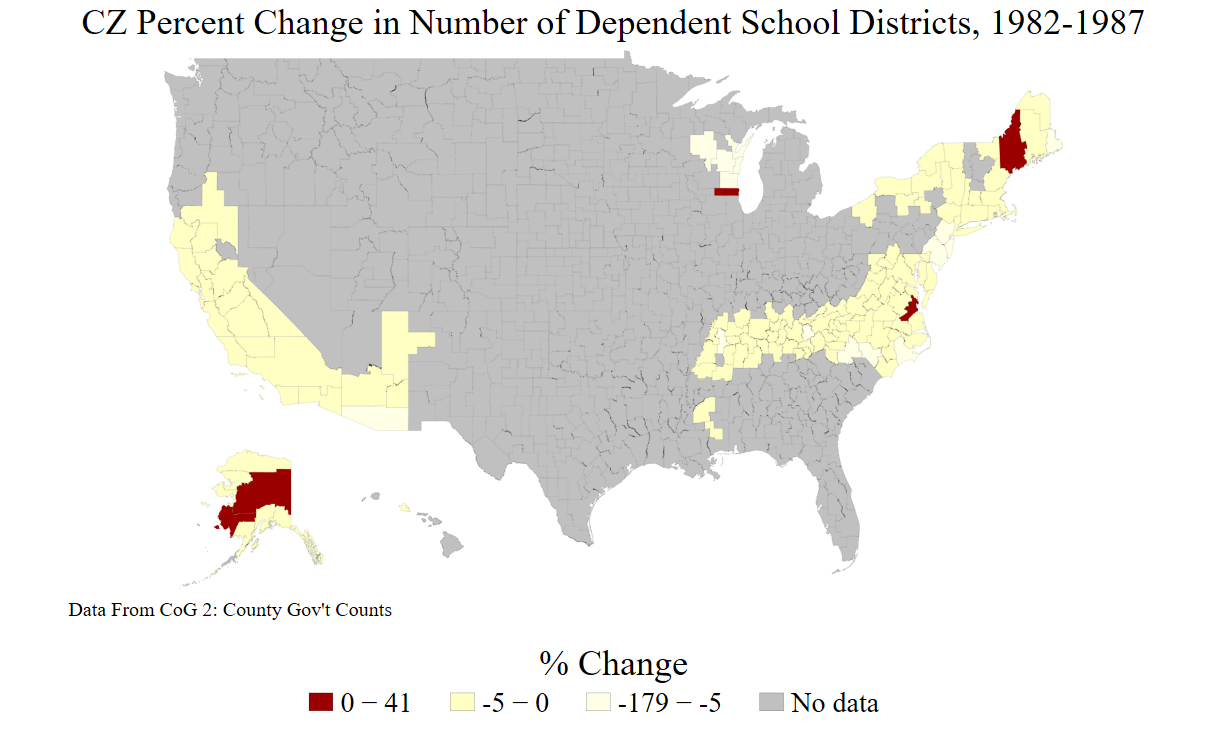 CZ Percent Change in Number of Dependent School Districts, 1982-1987
Data From CoG 2: County Gov't Counts
% Change
0 − 41 -5 − 0 -179 − -5 No data